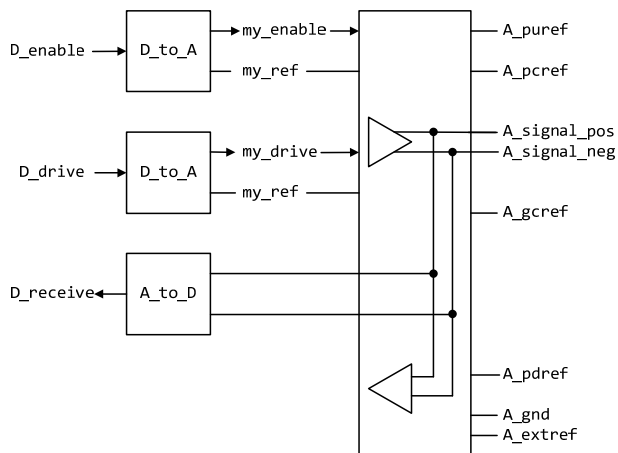 my_enable
A_puref
D_enable
D_to_A
my_ref
A_pcref
A_signal_pos
my_drive
A_signal_neg
D_drive
D_to_A
my_ref
A_gcref
D_receive
A_to_D
A_pdref
A_gnd
A_extref